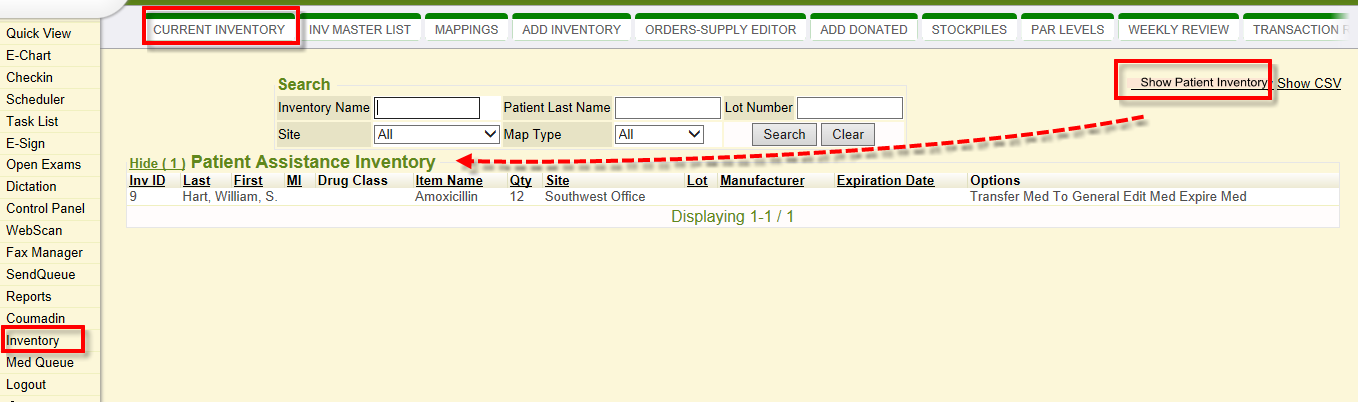 CURRENT INVENTORY INV MASTER LIST MAPPINGS ADD INVENTORY ORDERS-SUPPLY EDITOR ADD DONATED STOCKPILES PAR LEVELS WEEKLY REVIEW TRANSACTION
Quick View
E-Chart
Checkin
Scheduler
Task List
E-Sign
Open Exams
Dictation
Control Panel
WebScan
Fax Manager
SendQueue
Reports
Coumadin
Inventory
Med Queue
Logout
Show Patient Inventory Show CSV
Search
Inventory Name Patient Last Name Lot Number
Site All Map Type All Search Clear
Hide ( 1 ) Patient Assistance Inventory
Inv ID Last First MI Drug Class Item Name Qty Site Lot Manufacturer Expiration Date Options
9 Hart, William, S. Amoxicillin 12 Southwest Office Transfer Med To General Edit Med Expire Med
Displaying 1-1 / 1